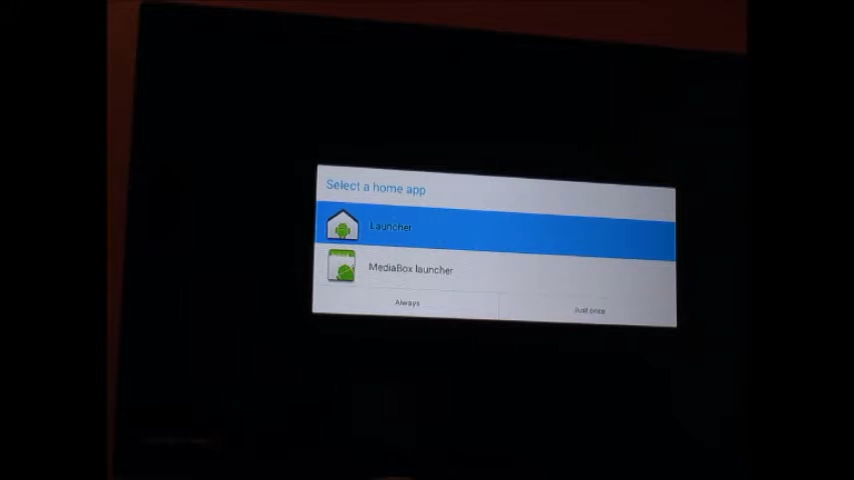 Select a home app
Launcher
MediaBox launcher
Always
Just once